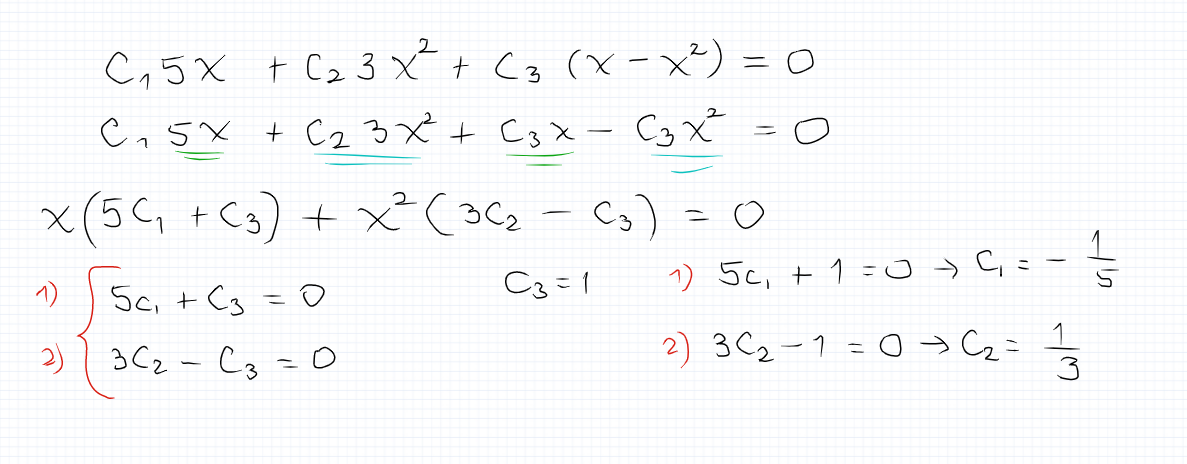 C₁5x + C₂3x² + C₃ (x - x²) = 0
C₁5x + C₂3x² + C₃x - C₃x² = 0
x(5C₁ + C₃) + x²(3C₂ - C₃) = 0
1) 5C₁ + C₃ = 0
2) 3C₂ - C₃ = 0
C₃ = 1
1) 5C₁ + 1 = 0 → C₁ = - 1/5
2) 3C₂ - 1 = 0 → C₂ = 1/3